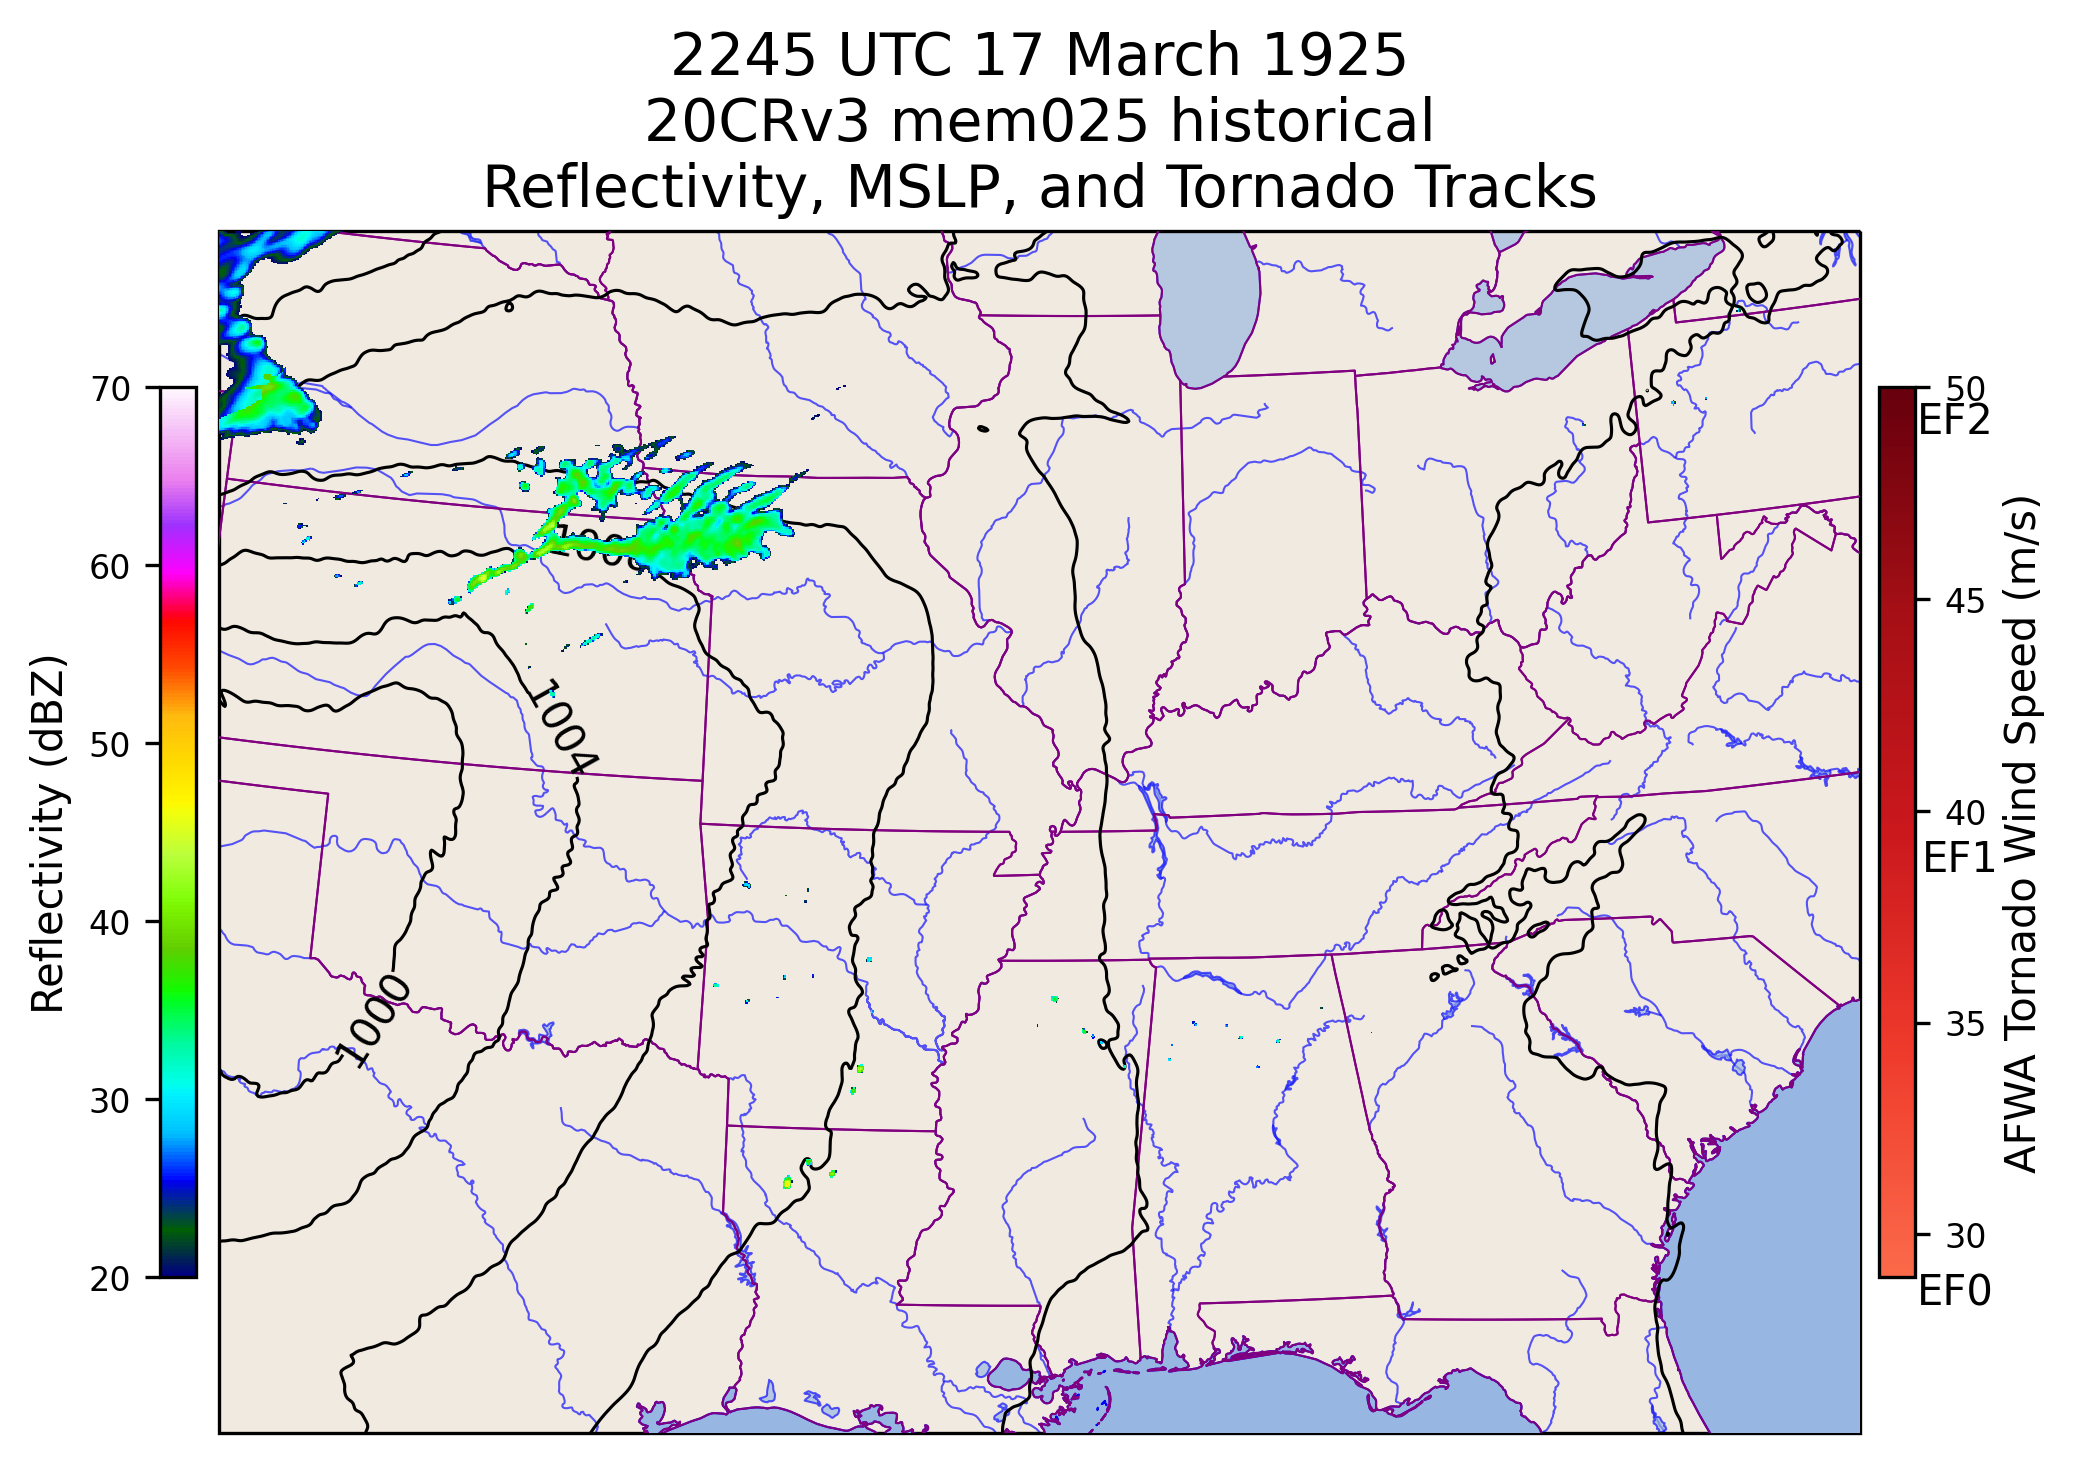 2245 UTC 17 March 1925
20CRv3 mem025 historical
Reflectivity, MSLP, and Tornado Tracks
Reflectivity (dBZ)
70
60
50
40
30
20
1004
1000
50
EF2
45
40
EF1
35
30
EF0
AFWA Tornado Wind Speed (m/s)